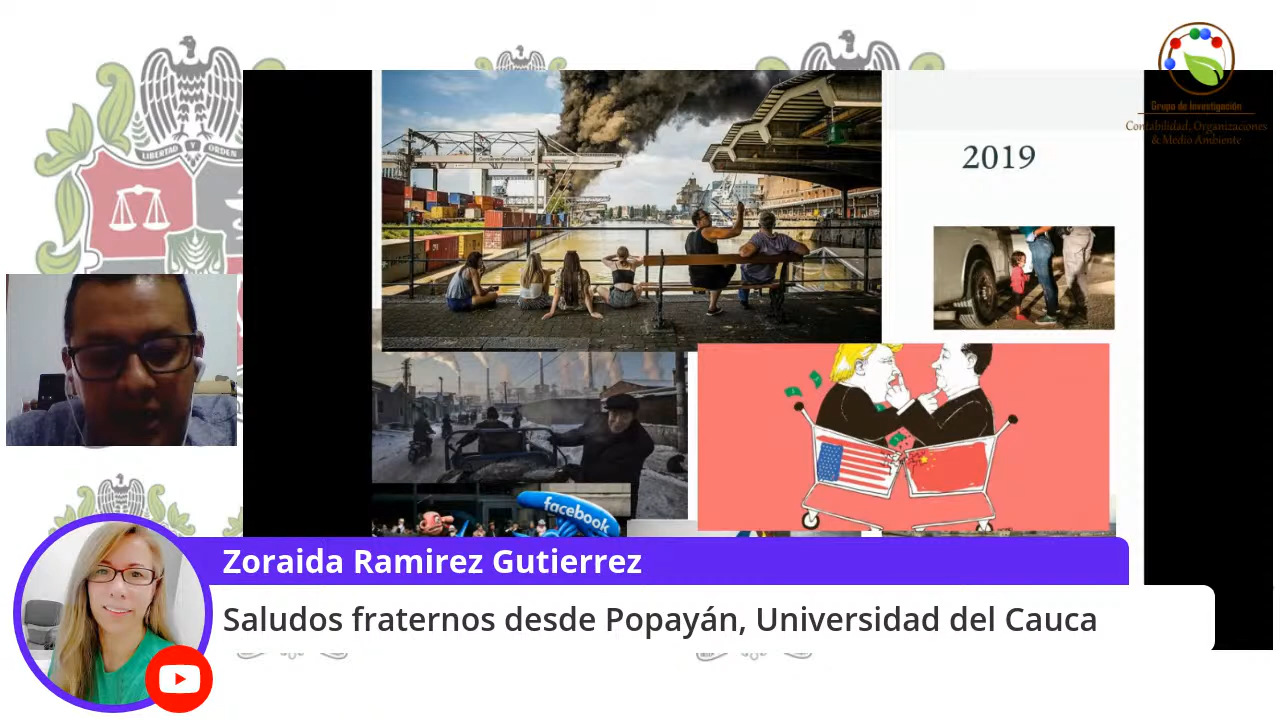 LIBERTAD Y ORDEN
Grupo de Investigación
Contabilidad, Organizaciones
& Medio Ambiente
2019
facebook
Zoraida Ramirez Gutierrez
Saludos fraternos desde Popayán, Universidad del Cauca